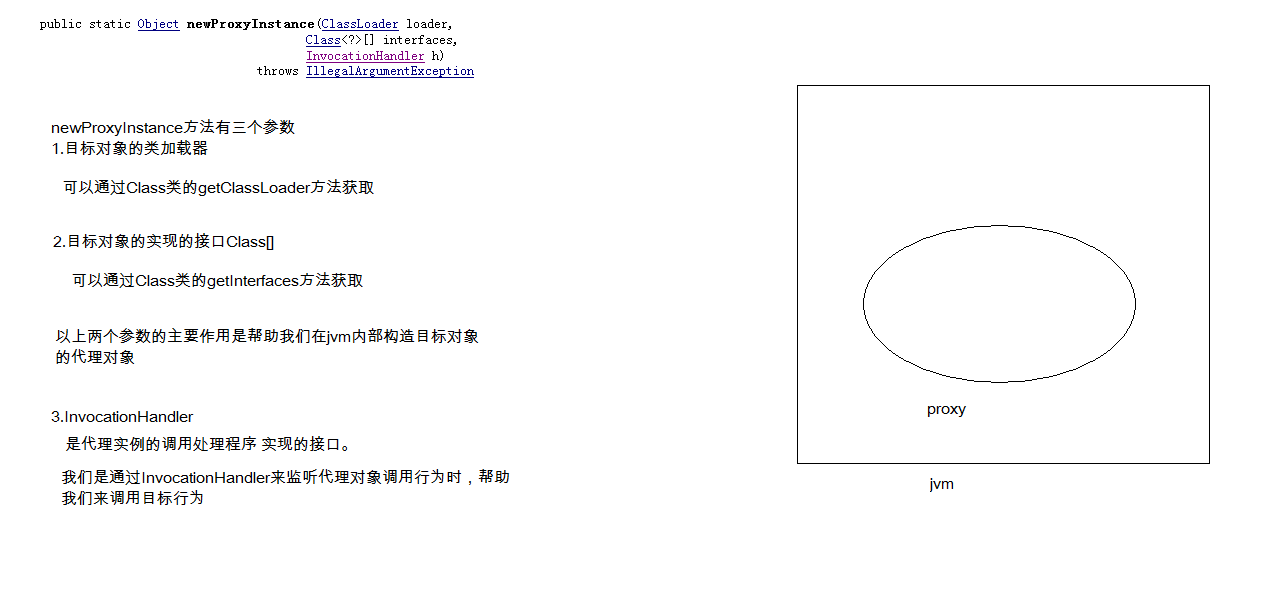 public static Object newProxyInstance(ClassLoader loader,
Class<?>[] interfaces,
InvocationHandler h)
throws IllegalArgumentException
newProxyInstance方法有三个参数
1.目标对象的类加载器
可以通过Class类的getClassLoader方法获取
2.目标对象的实现的接口Class[]
可以通过Class类的getInterfaces方法获取
以上两个参数的主要作用是帮助我们在jvm内部构造目标对象
的代理对象
3.InvocationHandler
是代理实例的调用处理程序 实现的接口。
我们是通过InvocationHandler来监听代理对象调用行为时，帮助
我们来调用目标行为
proxy
jvm